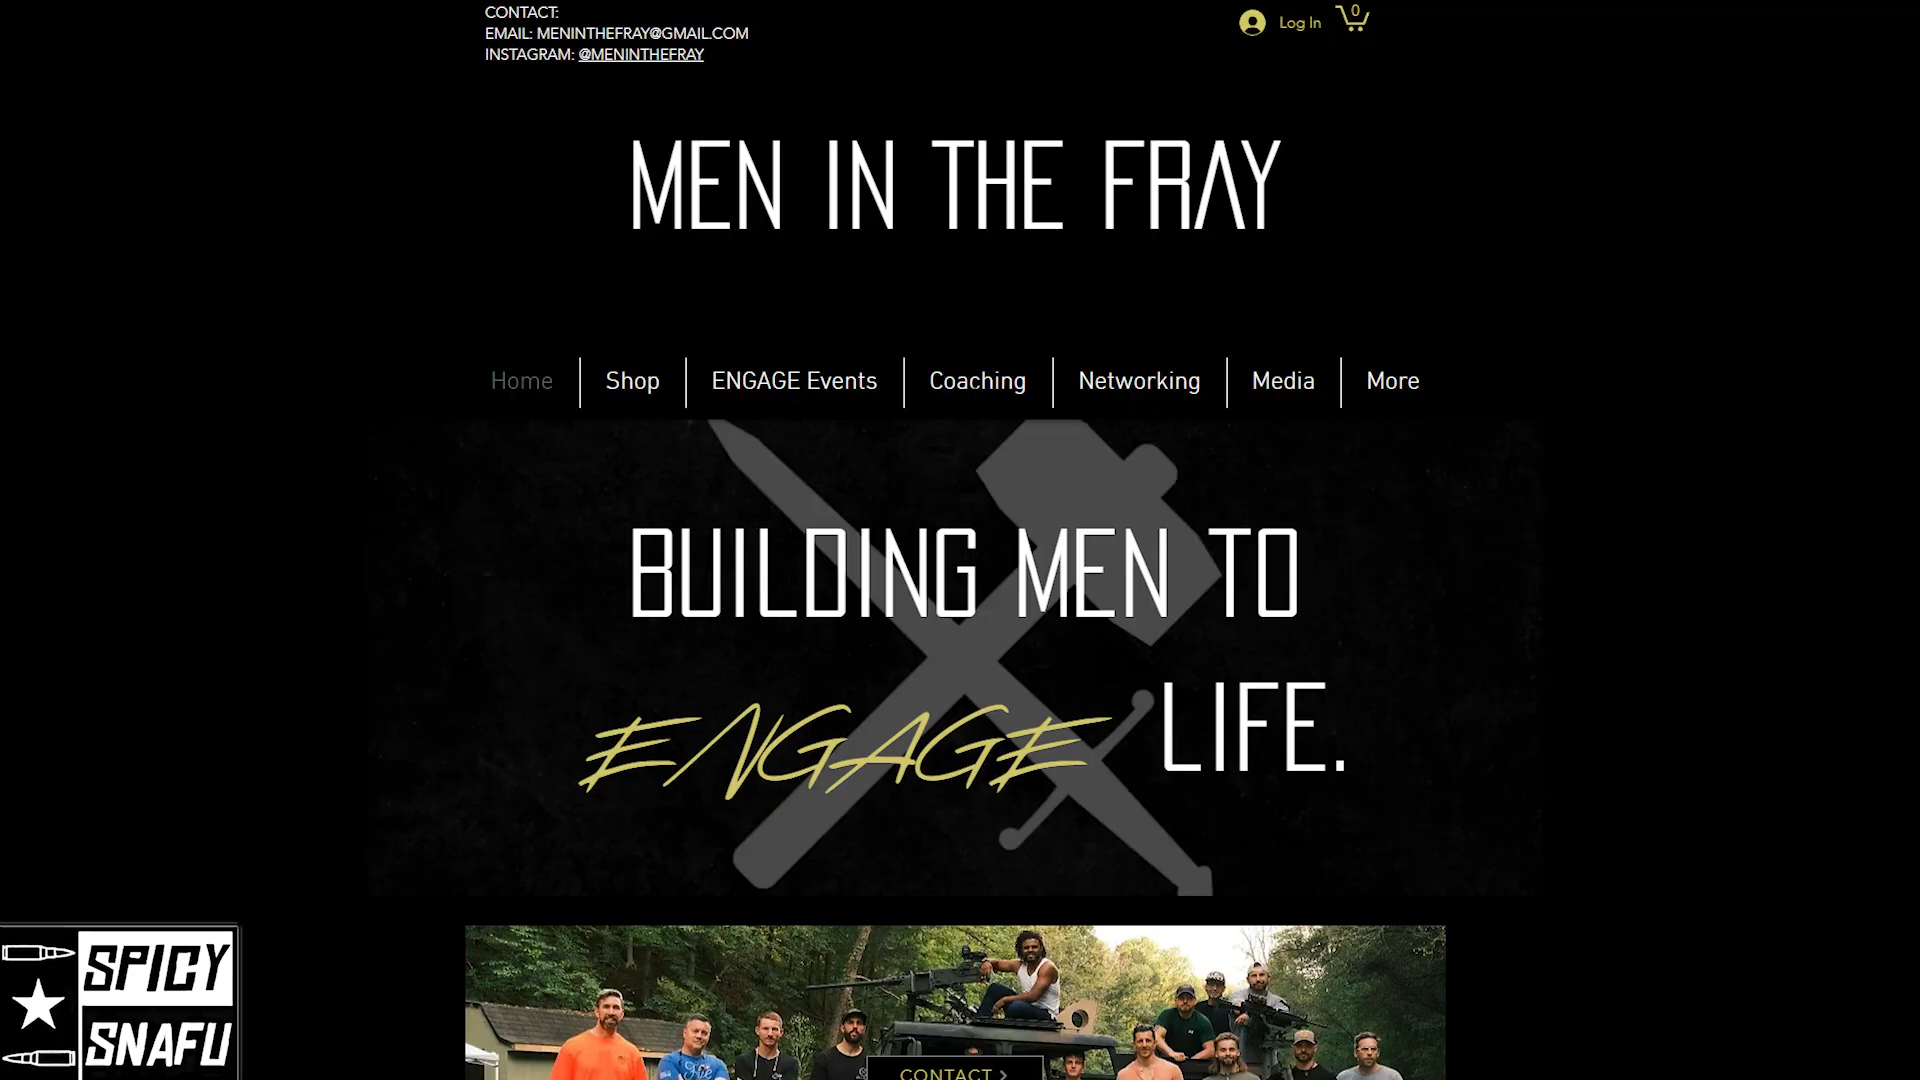 CONTACT:
EMAIL: MENINTHEFRAY@GMAIL.COM
INSTAGRAM: @MENINTHEFRAY
Log In
0
MEN IN THE FRAY
Home
Shop
ENGAGE Events
Coaching
Networking
Media
More
BUILDING MEN TO
ENGAGE LIFE.
SPICY
SNAFU
CONTACT >